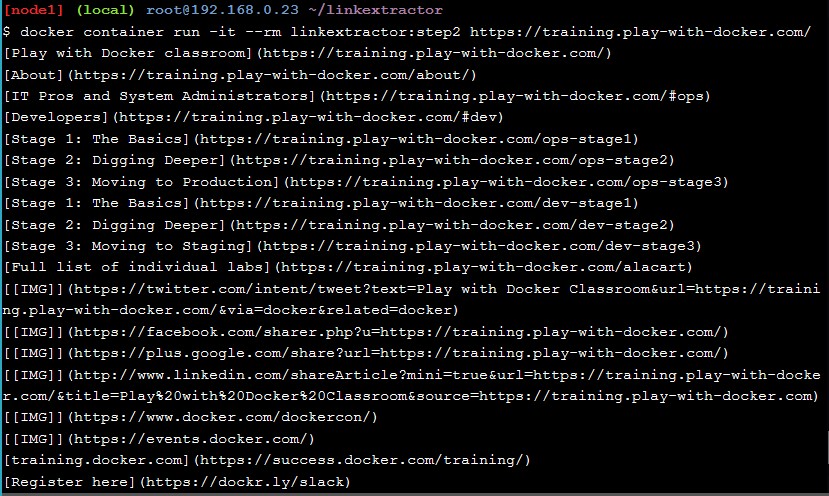 [node1] (local) root@192.168.0.23 ~/linkextractor
$ docker container run -it --rm linkextractor:step2 https://training.play-with-docker.com/
[Play with Docker classroom](https://training.play-with-docker.com/)
[About](https://training.play-with-docker.com/about/)
[IT Pros and System Administrators](https://training.play-with-docker.com/#ops)
[Developers](https://training.play-with-docker.com/#dev)
[Stage 1: The Basics](https://training.play-with-docker.com/ops-stage1)
[Stage 2: Digging Deeper](https://training.play-with-docker.com/ops-stage2)
[Stage 3: Moving to Production](https://training.play-with-docker.com/ops-stage3)
[Stage 1: The Basics](https://training.play-with-docker.com/dev-stage1)
[Stage 2: Digging Deeper](https://training.play-with-docker.com/dev-stage2)
[Stage 3: Moving to Staging](https://training.play-with-docker.com/dev-stage3)
[Full list of individual labs](https://training.play-with-docker.com/alacart)
[[IMG]](https://twitter.com/intent/tweet?text=Play with Docker Classroom&url=https://traini
ng.play-with-docker.com/&via=docker&related=docker)
[[IMG]](https://facebook.com/sharer.php?u=https://training.play-with-docker.com/)
[[IMG]](https://plus.google.com/share?url=https://training.play-with-docker.com/)
[[IMG]](http://www.linkedin.com/shareArticle?mini=true&url=https://training.play-with-docke
r.com/&title=Play%20with%20Docker%20Classroom&source=https://training.play-with-docker.com)
[[IMG]](https://www.docker.com/dockercon/)
[[IMG]](https://events.docker.com/)
[training.docker.com](https://success.docker.com/training/)
[Register here](https://dockr.ly/slack)